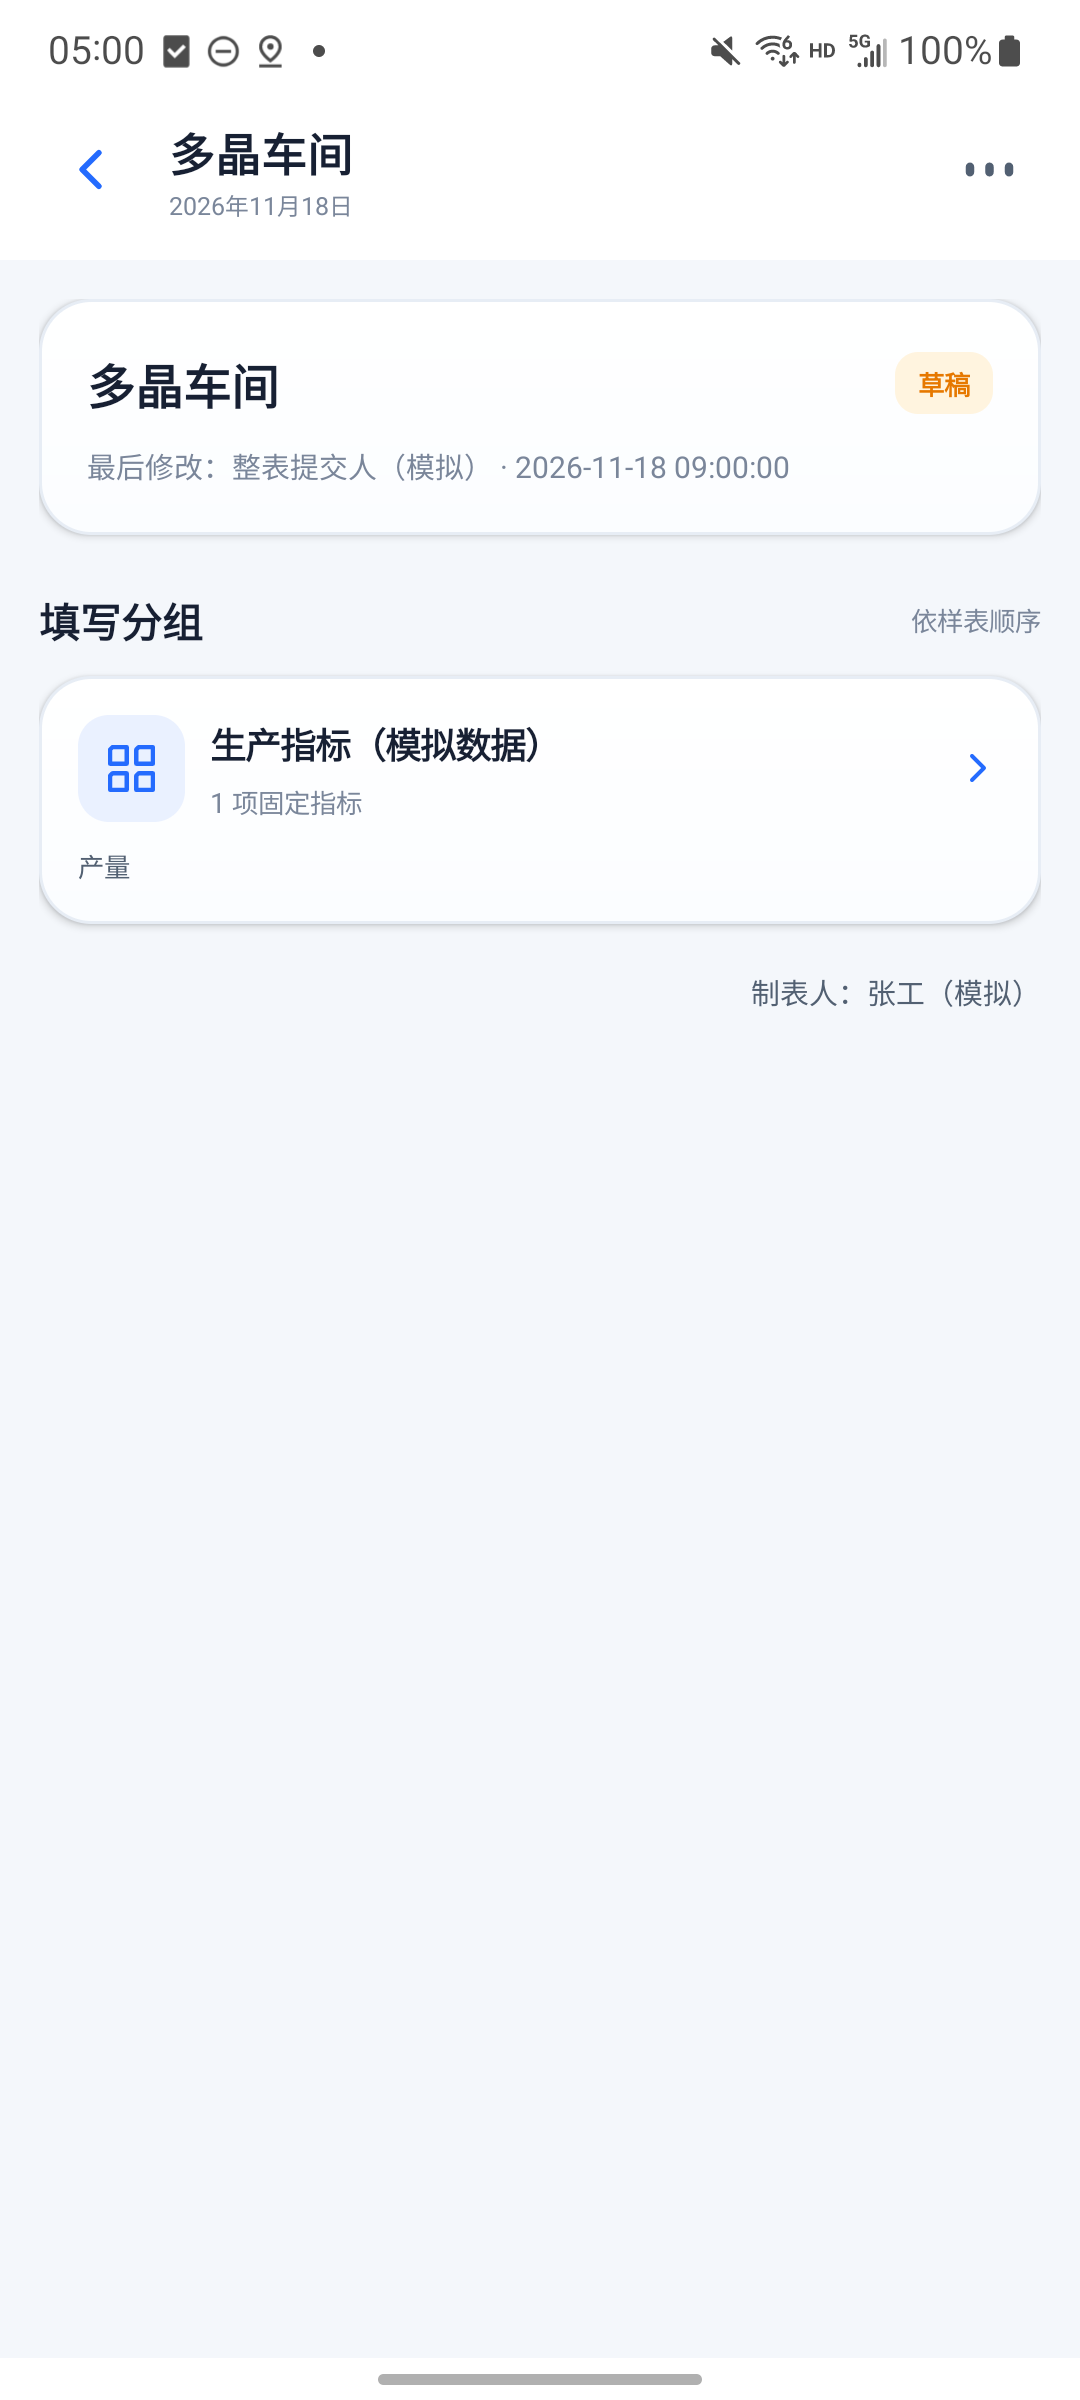 05:00
6 HD 5G 100%
多晶车间
2026年11月18日
多晶车间
草稿
最后修改：整表提交人（模拟） · 2026-11-18 09:00:00
填写分组
依样表顺序
生产指标（模拟数据）
1 项固定指标
产量
制表人：张工（模拟）